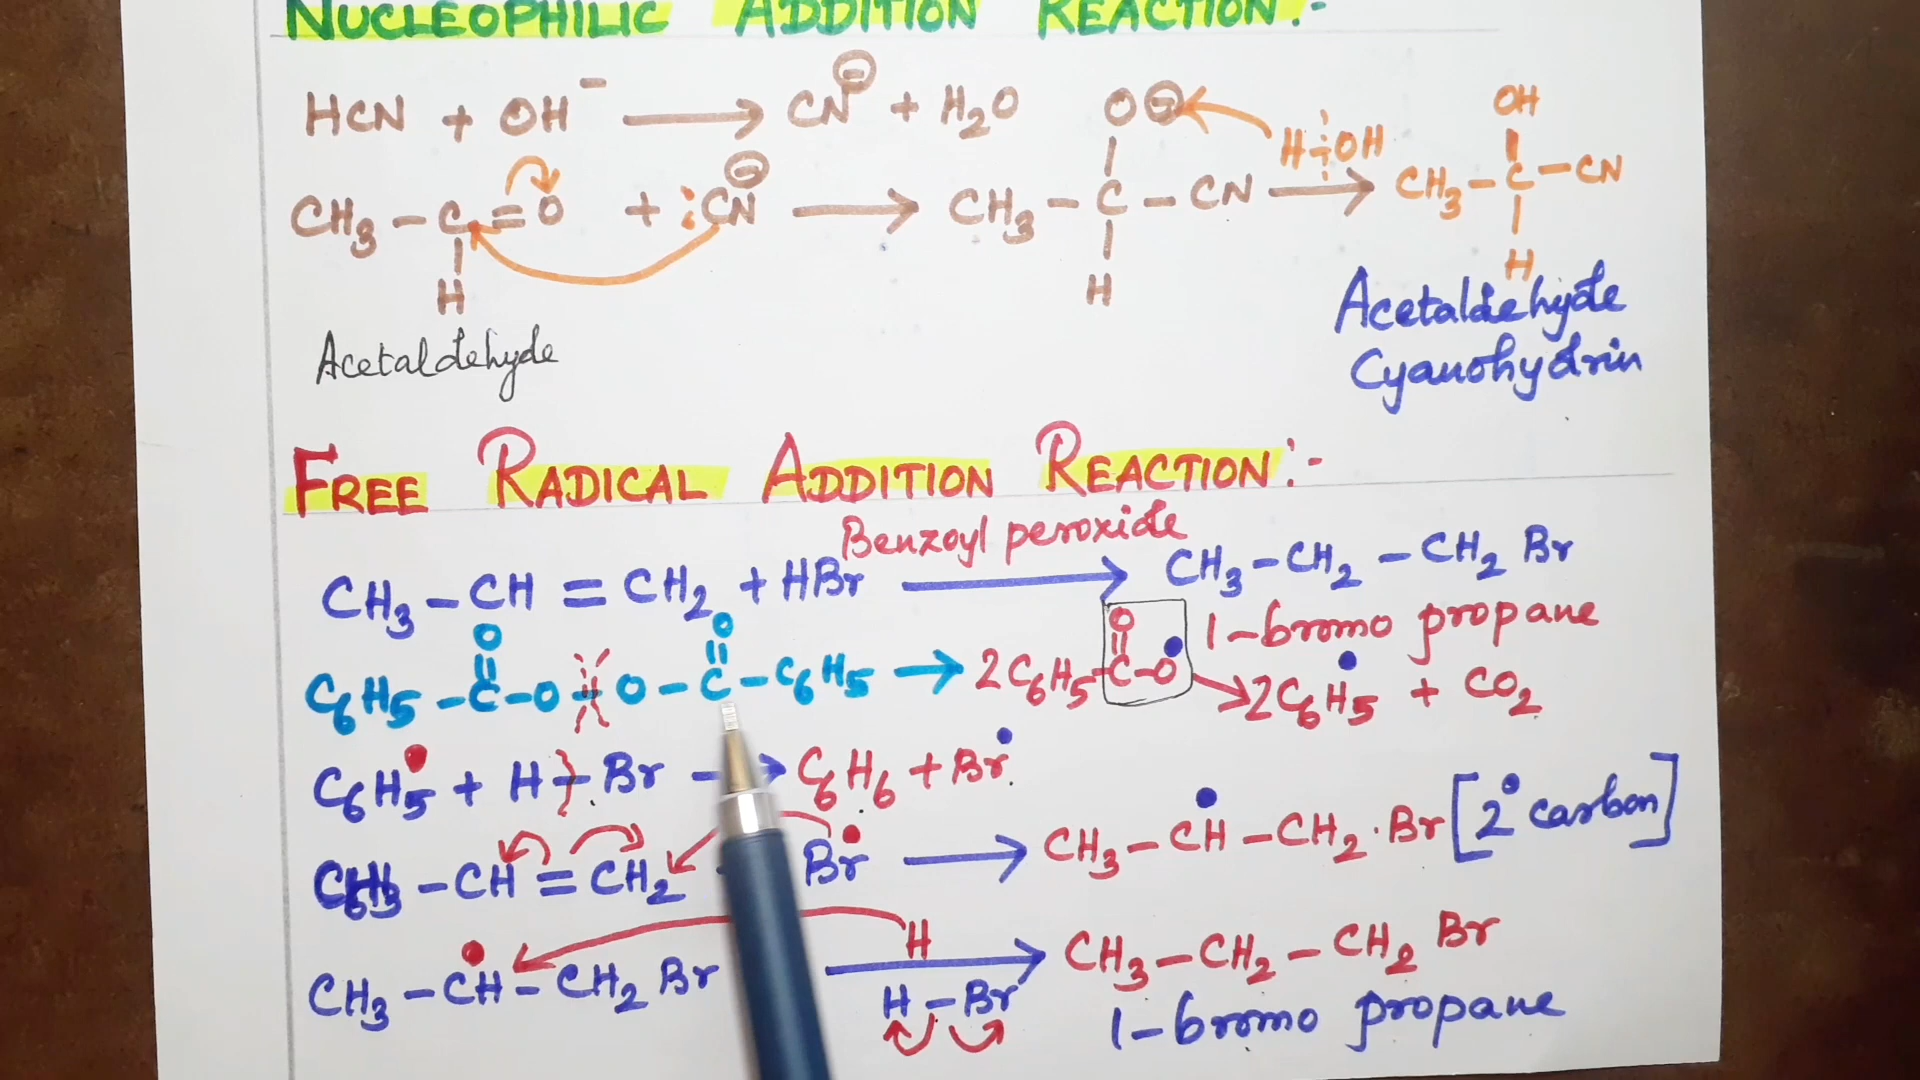 NUCLEOPHILIC ADDITION REACTION:-
HCN + OH⁻ → CN⊖ + H₂O
CH₃ – C = O + :CN⊖ → CH₃ – C – CN → CH₃ – C – CN
H O⊖ H H–OH OH H
Acetaldehyde
Acetaldehyde
Cyanohydrin
FREE RADICAL ADDITION REACTION:-
Benzoyl peroxide
CH₃ – CH = CH₂ + HBr → CH₃ – CH₂ – CH₂ Br
1-bromo propane
O O O
C₆H₅ – C – O – O – C – C₆H₅ → 2C₆H₅ – C – O• → 2C₆H₅• + CO₂
C₆H₅• + H – Br → C₆H₆ + Br•
– CH = CH₂ Br• → CH₃ – CH• – CH₂·Br [2° carbon]
H
CH₃ – CH• – CH₂ Br → CH₃ – CH₂ – CH₂ Br
H – Br
1-bromo propane